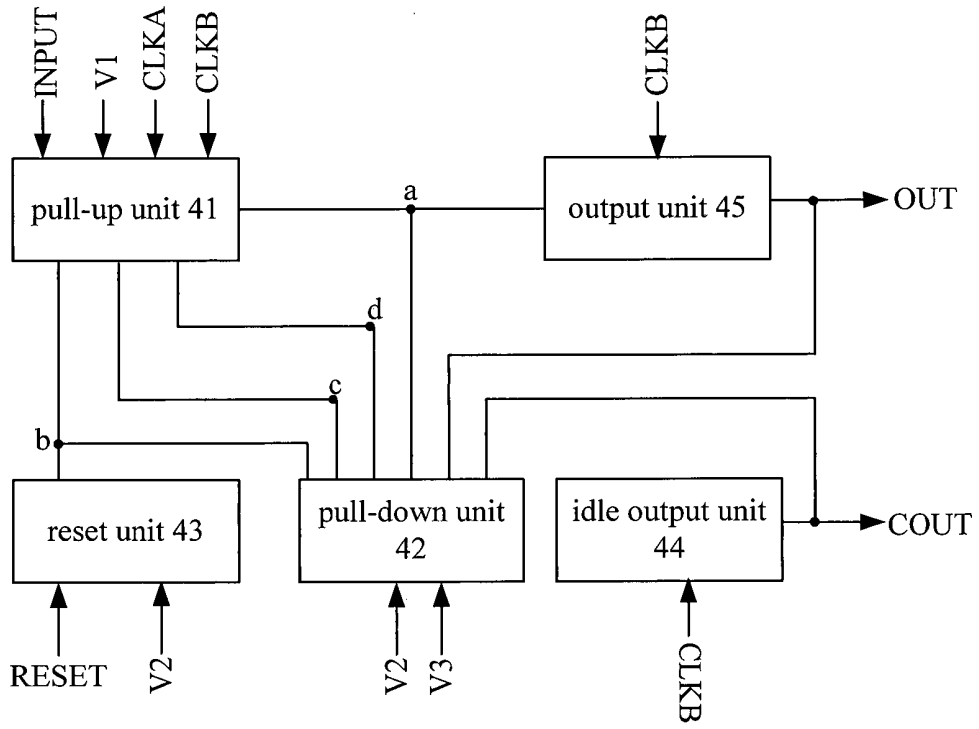 INPUT
V1
CLKA
CLKB
CLKB
pull-up unit 41
a
output unit 45
OUT
d
c
b
reset unit 43
pull-down unit
42
idle output unit
44
COUT
RESET
V2
V2
V3
CLKB